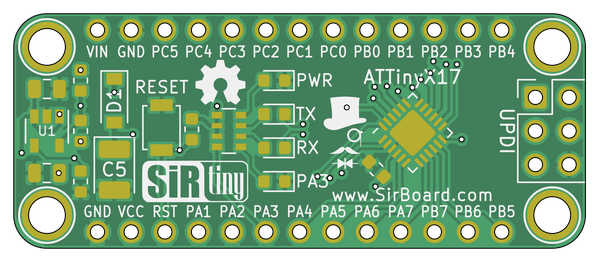 VIN GND PC5 PC4 PC3 PC2 PC1 PC0 PB0 PB1 PB2 PB3 PB4
RESET
PWR
ATTinyX17
D1
TX
U1
UPDI
RX
C5
SiR tiny
PA3
www.SirBoard.com
GND VCC RST PA1 PA2 PA3 PA4 PA5 PA6 PA7 PB7 PB6 PB5